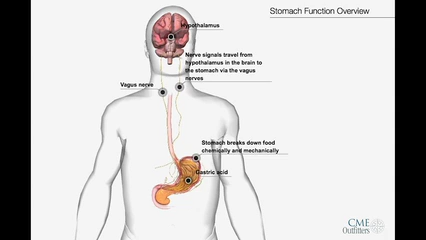 Stomach Function Overview
Hypothalamus
Nerve signals travel from
hypothalamus in the brain to
the stomach via the vagus
nerves
Vagus nerve
Stomach breaks down food
chemically and mechanically
Gastric acid
CME
Outfitters